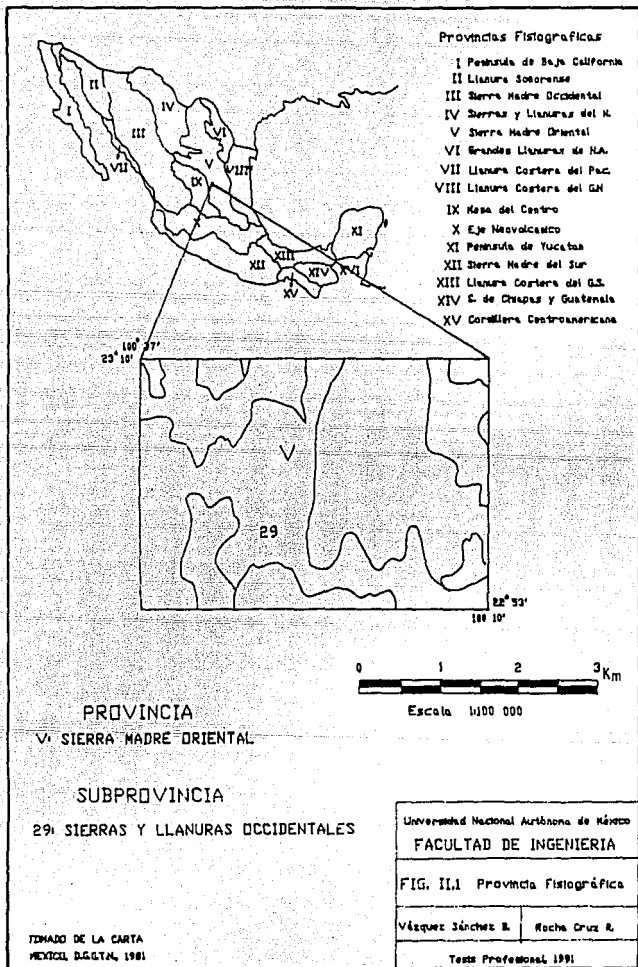 Provincias Fisiograficas
I Peninsula de Baja California
II Llanura Sonorense
III Sierra Madre Occidental
IV Sierras y Llanuras del N.
V Sierra Madre Oriental
VI Grandes Llanuras de N.A.
VII Llanura Costera del Pac.
VIII Llanura Costera del G.N
IX Mesa del Centro
X Eje Neovolcanico
XI Peninsula de Yucatan
XII Sierra Madre del Sur
XIII Llanura Costera del G.S.
XIV S. de Chiapas y Guatemala
XV Cordillera Centroamericana
I
II
III
IV
VI
V
VII
VIII
IX
X
XI
XIII
XII
XIV
XVI
XV
100° 37'
23° 10'
V
29
22° 53'
100 10'
0 1 2 3 Km
Escala 1:100 000
PROVINCIA
V: SIERRA MADRE ORIENTAL
SUBPROVINCIA
29: SIERRAS Y LLANURAS OCCIDENTALES
Universidad Nacional Autónoma de México
FACULTAD DE INGENIERIA
FIG. II.1 Provincia Fisiográfica
Vázquez Sánchez B. Rocha Cruz R.
Tesis Profesional, 1991
TOMADO DE LA CARTA
MEXICO, D.G.G.T.N., 1981